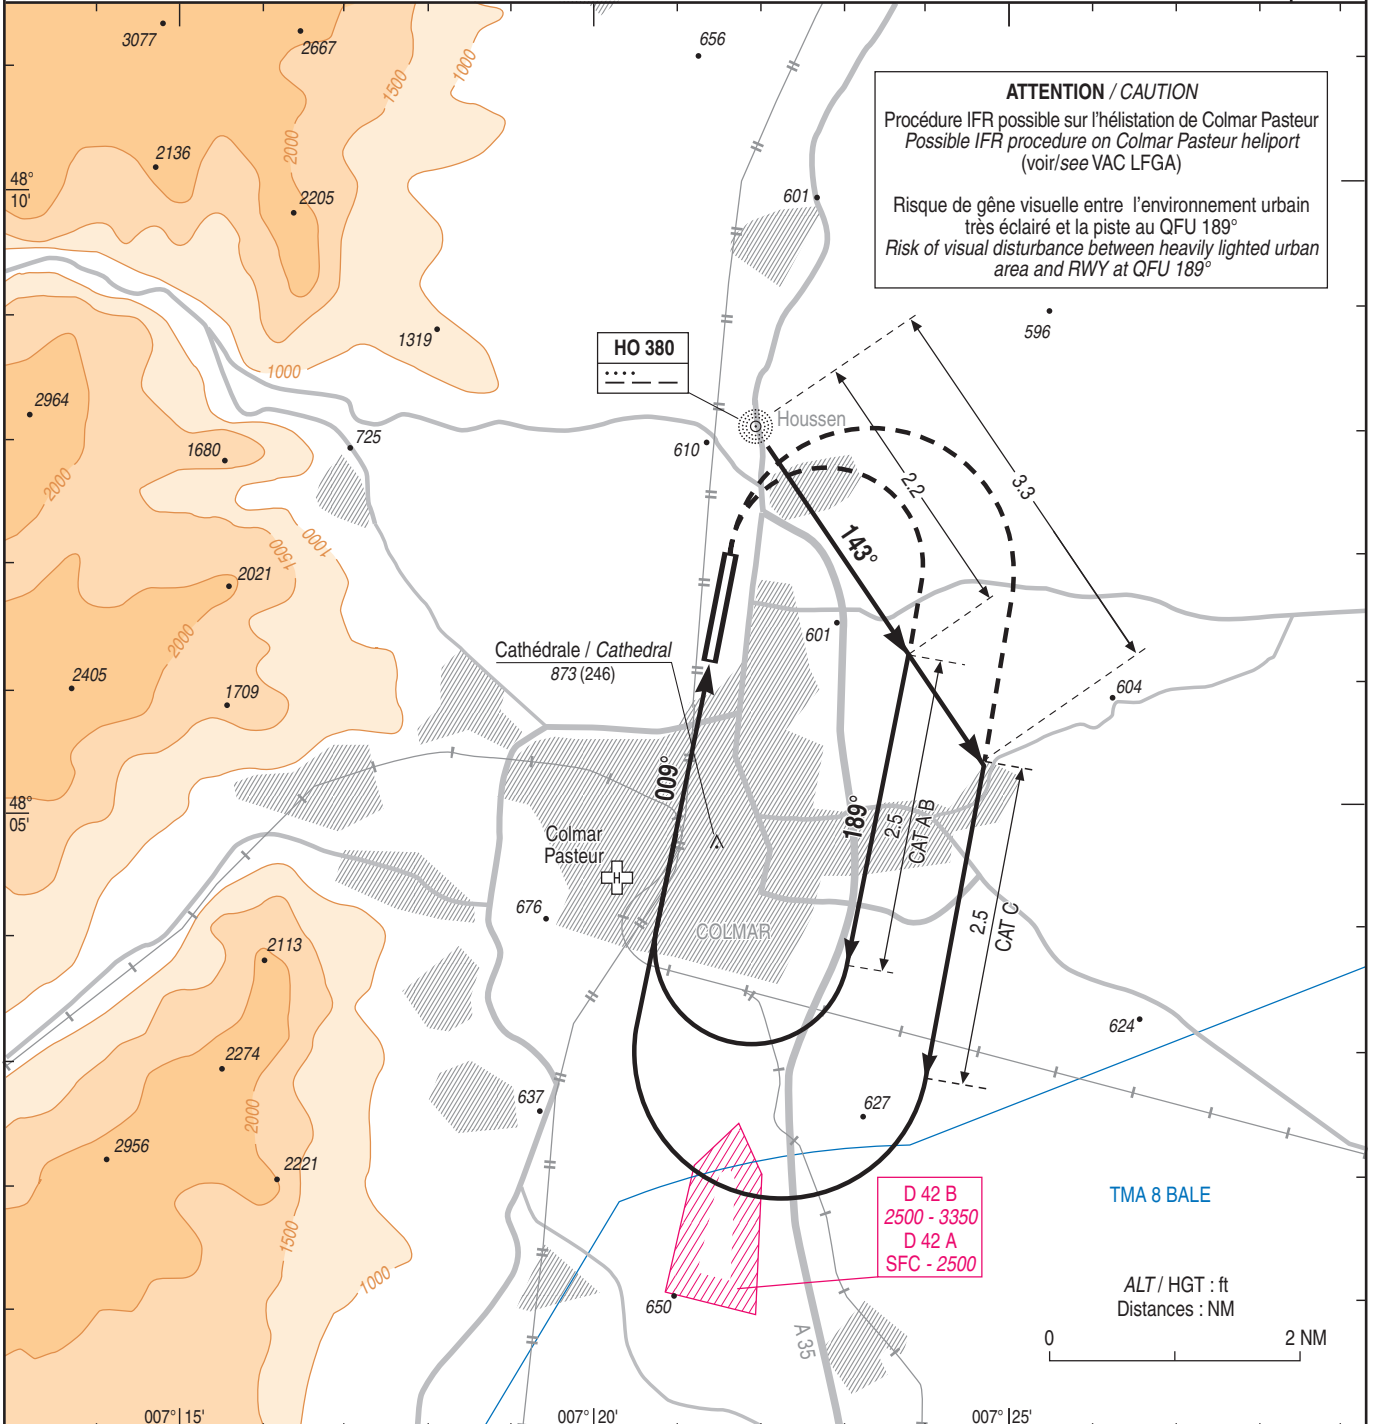 3077
2667
1500
1000
656
ATTENTION / CAUTION
Procédure IFR possible sur l'hélistation de Colmar Pasteur
Possible IFR procedure on Colmar Pasteur heliport
(voir/see VAC LFGA)
Risque de gêne visuelle entre l'environnement urbain
très éclairé et la piste au QFU 189°
Risk of visual disturbance between heavily lighted urban
area and RWY at QFU 189°
2000
2136
48°
10'
2205
601
1319
596
1000
HO 380
2964
Houssen
725
610
1680
2000
2.2
3.3
1500
1000
143°
2021
2000
601
Cathédrale / Cathedral
873 (246)
2405
1709
604
009°
48°
05'
189°
2.5
CAT A B
Colmar
Pasteur
H
676
COLMAR
2.5
CAT C
2113
624
2274
637
627
2000
2956
2221
D 42 B
2500 - 3350
D 42 A
SFC - 2500
TMA 8 BALE
1500
1000
650
ALT / HGT : ft
Distances : NM
A 35
0
2 NM
007° 15'
007° 20'
007° 25'